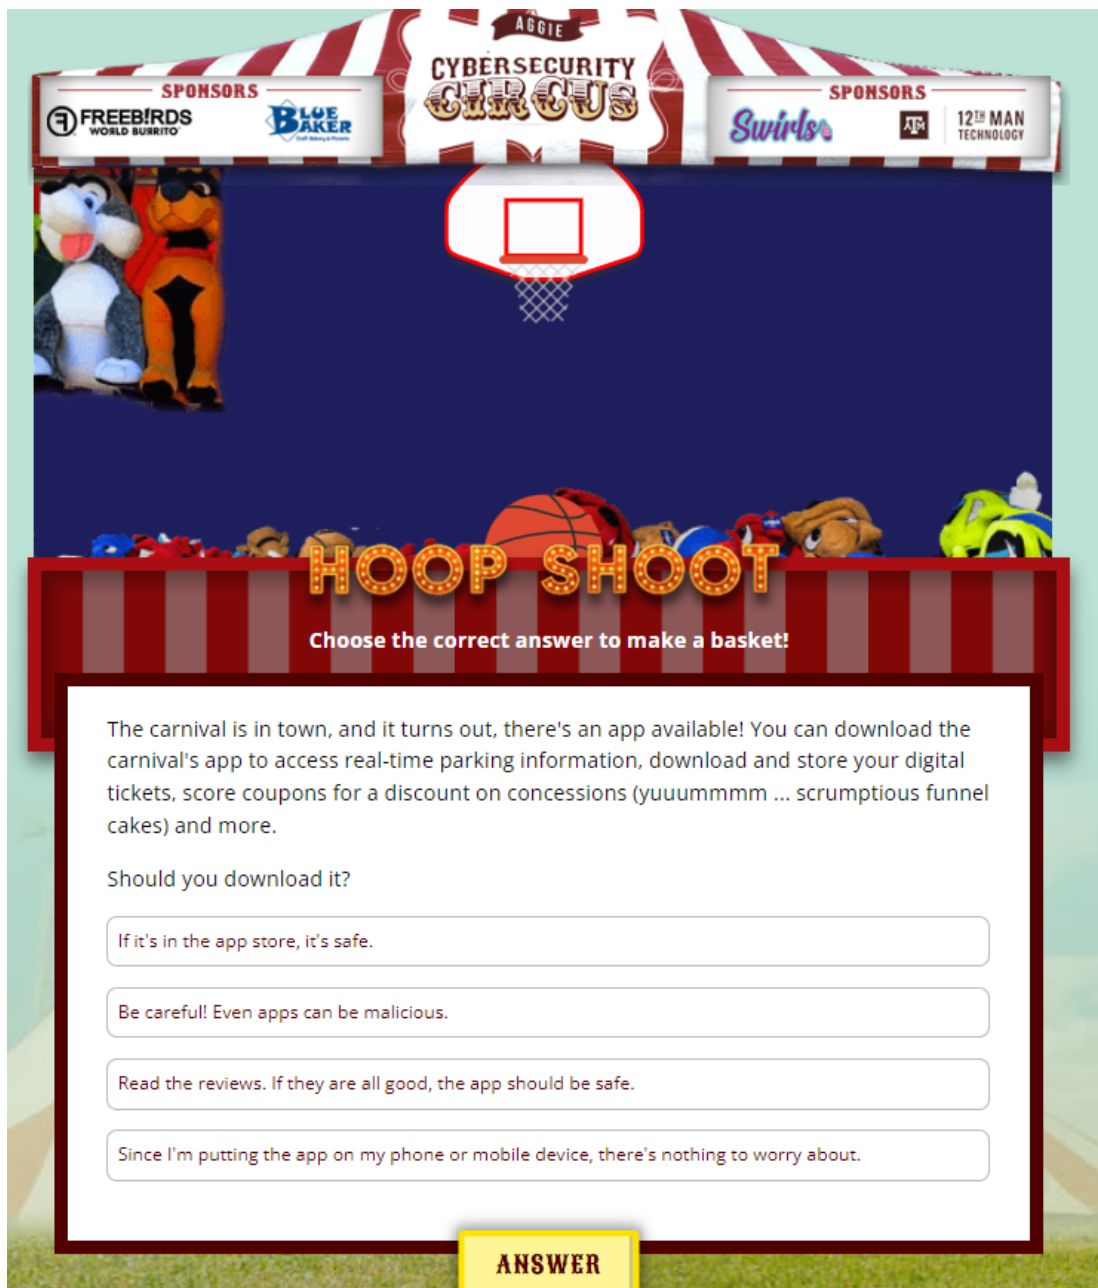 AGGIE
CYBERSECURITY
CIRCUS
SPONSORS
FREEB!RDS
WORLD BURRITO
BLUE
BAKER
SPONSORS
Swirls
ATM
12TH MAN
TECHNOLOGY
HOOP SHOOT
Choose the correct answer to make a basket!
The carnival is in town, and it turns out, there's an app available! You can download the
carnival's app to access real-time parking information, download and store your digital
tickets, score coupons for a discount on concessions (yuuummmm ... scrumptious funnel
cakes) and more.
Should you download it?
If it's in the app store, it's safe.
Be careful! Even apps can be malicious.
Read the reviews. If they are all good, the app should be safe.
Since I'm putting the app on my phone or mobile device, there's nothing to worry about.
ANSWER